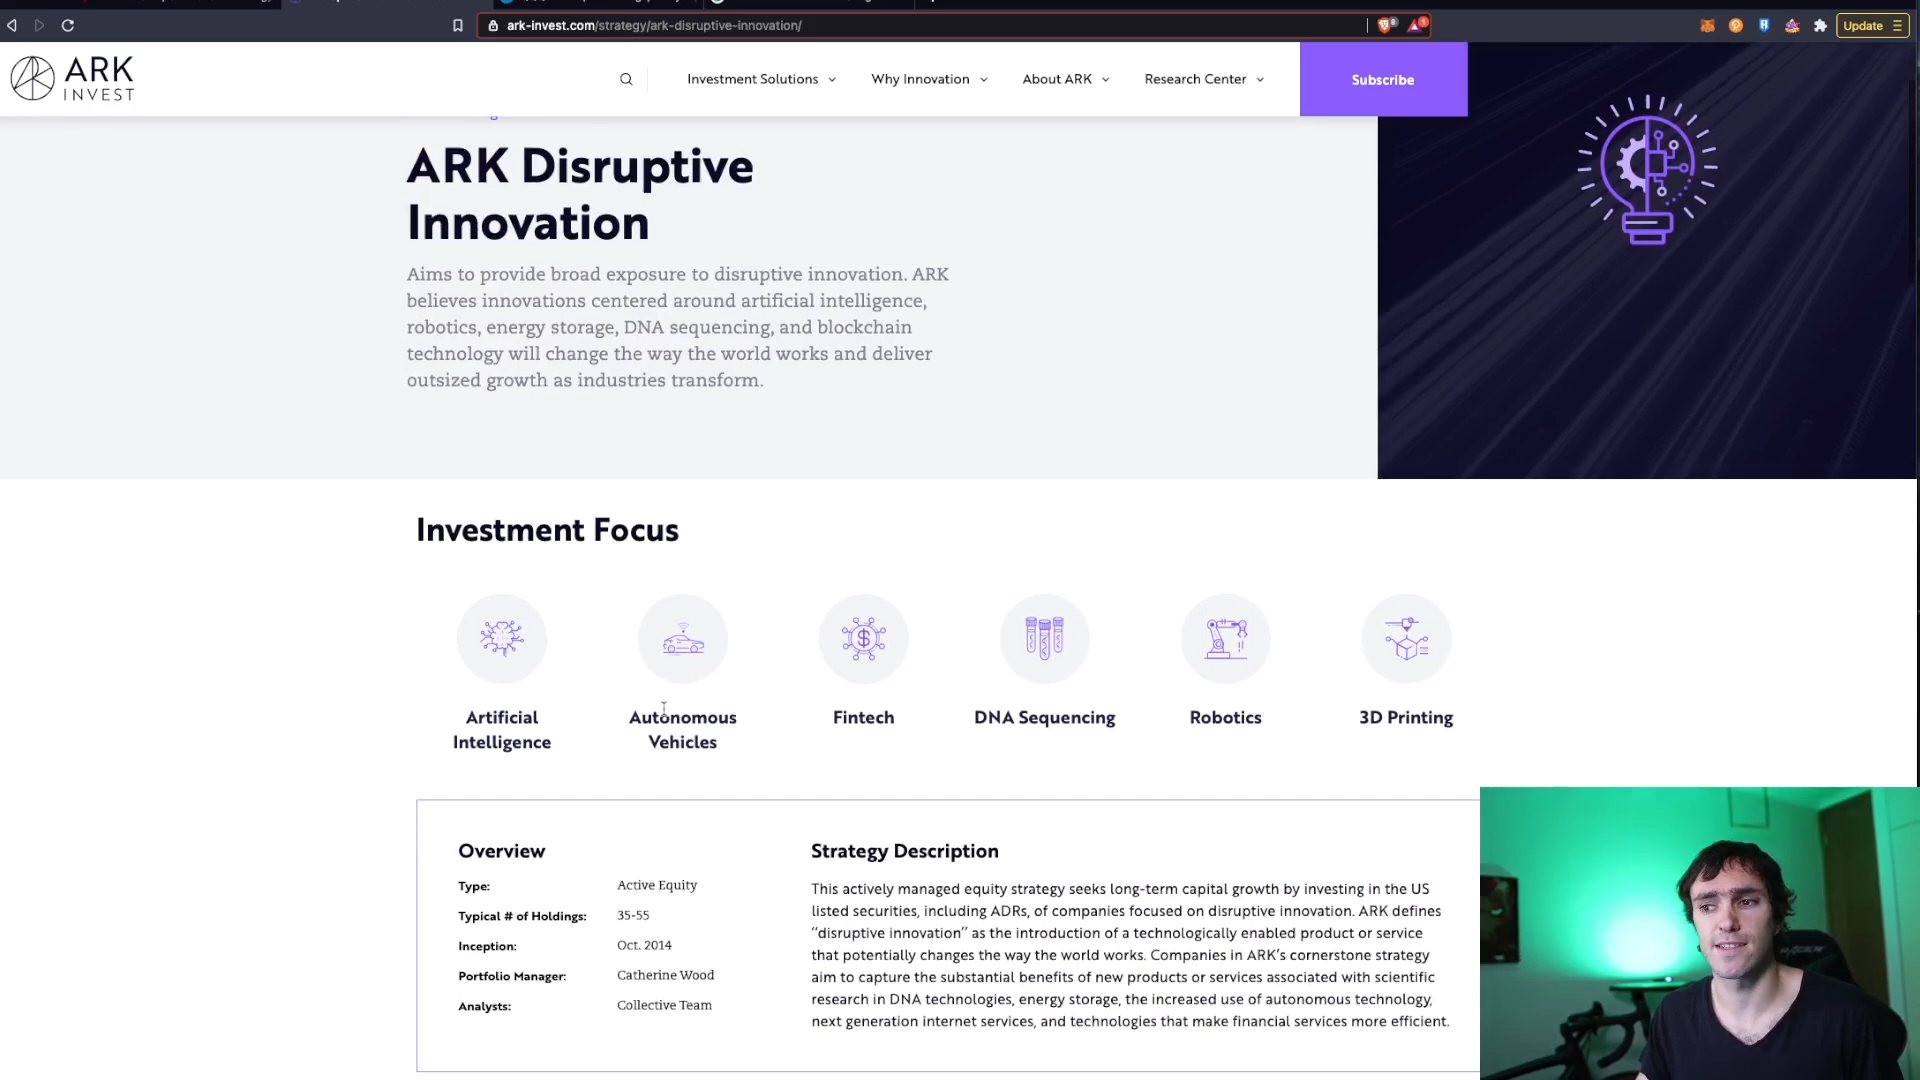 ark-invest.com/strategy/ark-disruptive-innovation/
8
1
Update
ARK
INVEST
Investment Solutions
Why Innovation
About ARK
Research Center
Subscribe
ARK Disruptive
Innovation
Aims to provide broad exposure to disruptive innovation. ARK
believes innovations centered around artificial intelligence,
robotics, energy storage, DNA sequencing, and blockchain
technology will change the way the world works and deliver
outsized growth as industries transform.
Investment Focus
Artificial
Intelligence
Autonomous
Vehicles
Fintech
DNA Sequencing
Robotics
3D Printing
Overview
Type: Active Equity
Typical # of Holdings: 35-55
Inception: Oct. 2014
Portfolio Manager: Catherine Wood
Analysts: Collective Team
Strategy Description
This actively managed equity strategy seeks long-term capital growth by investing in the US
listed securities, including ADRs, of companies focused on disruptive innovation. ARK defines
“disruptive innovation” as the introduction of a technologically enabled product or service
that potentially changes the way the world works. Companies in ARK’s cornerstone strategy
aim to capture the substantial benefits of new products or services associated with scientific
research in DNA technologies, energy storage, the increased use of autonomous technology,
next generation internet services, and technologies that make financial services more efficient.